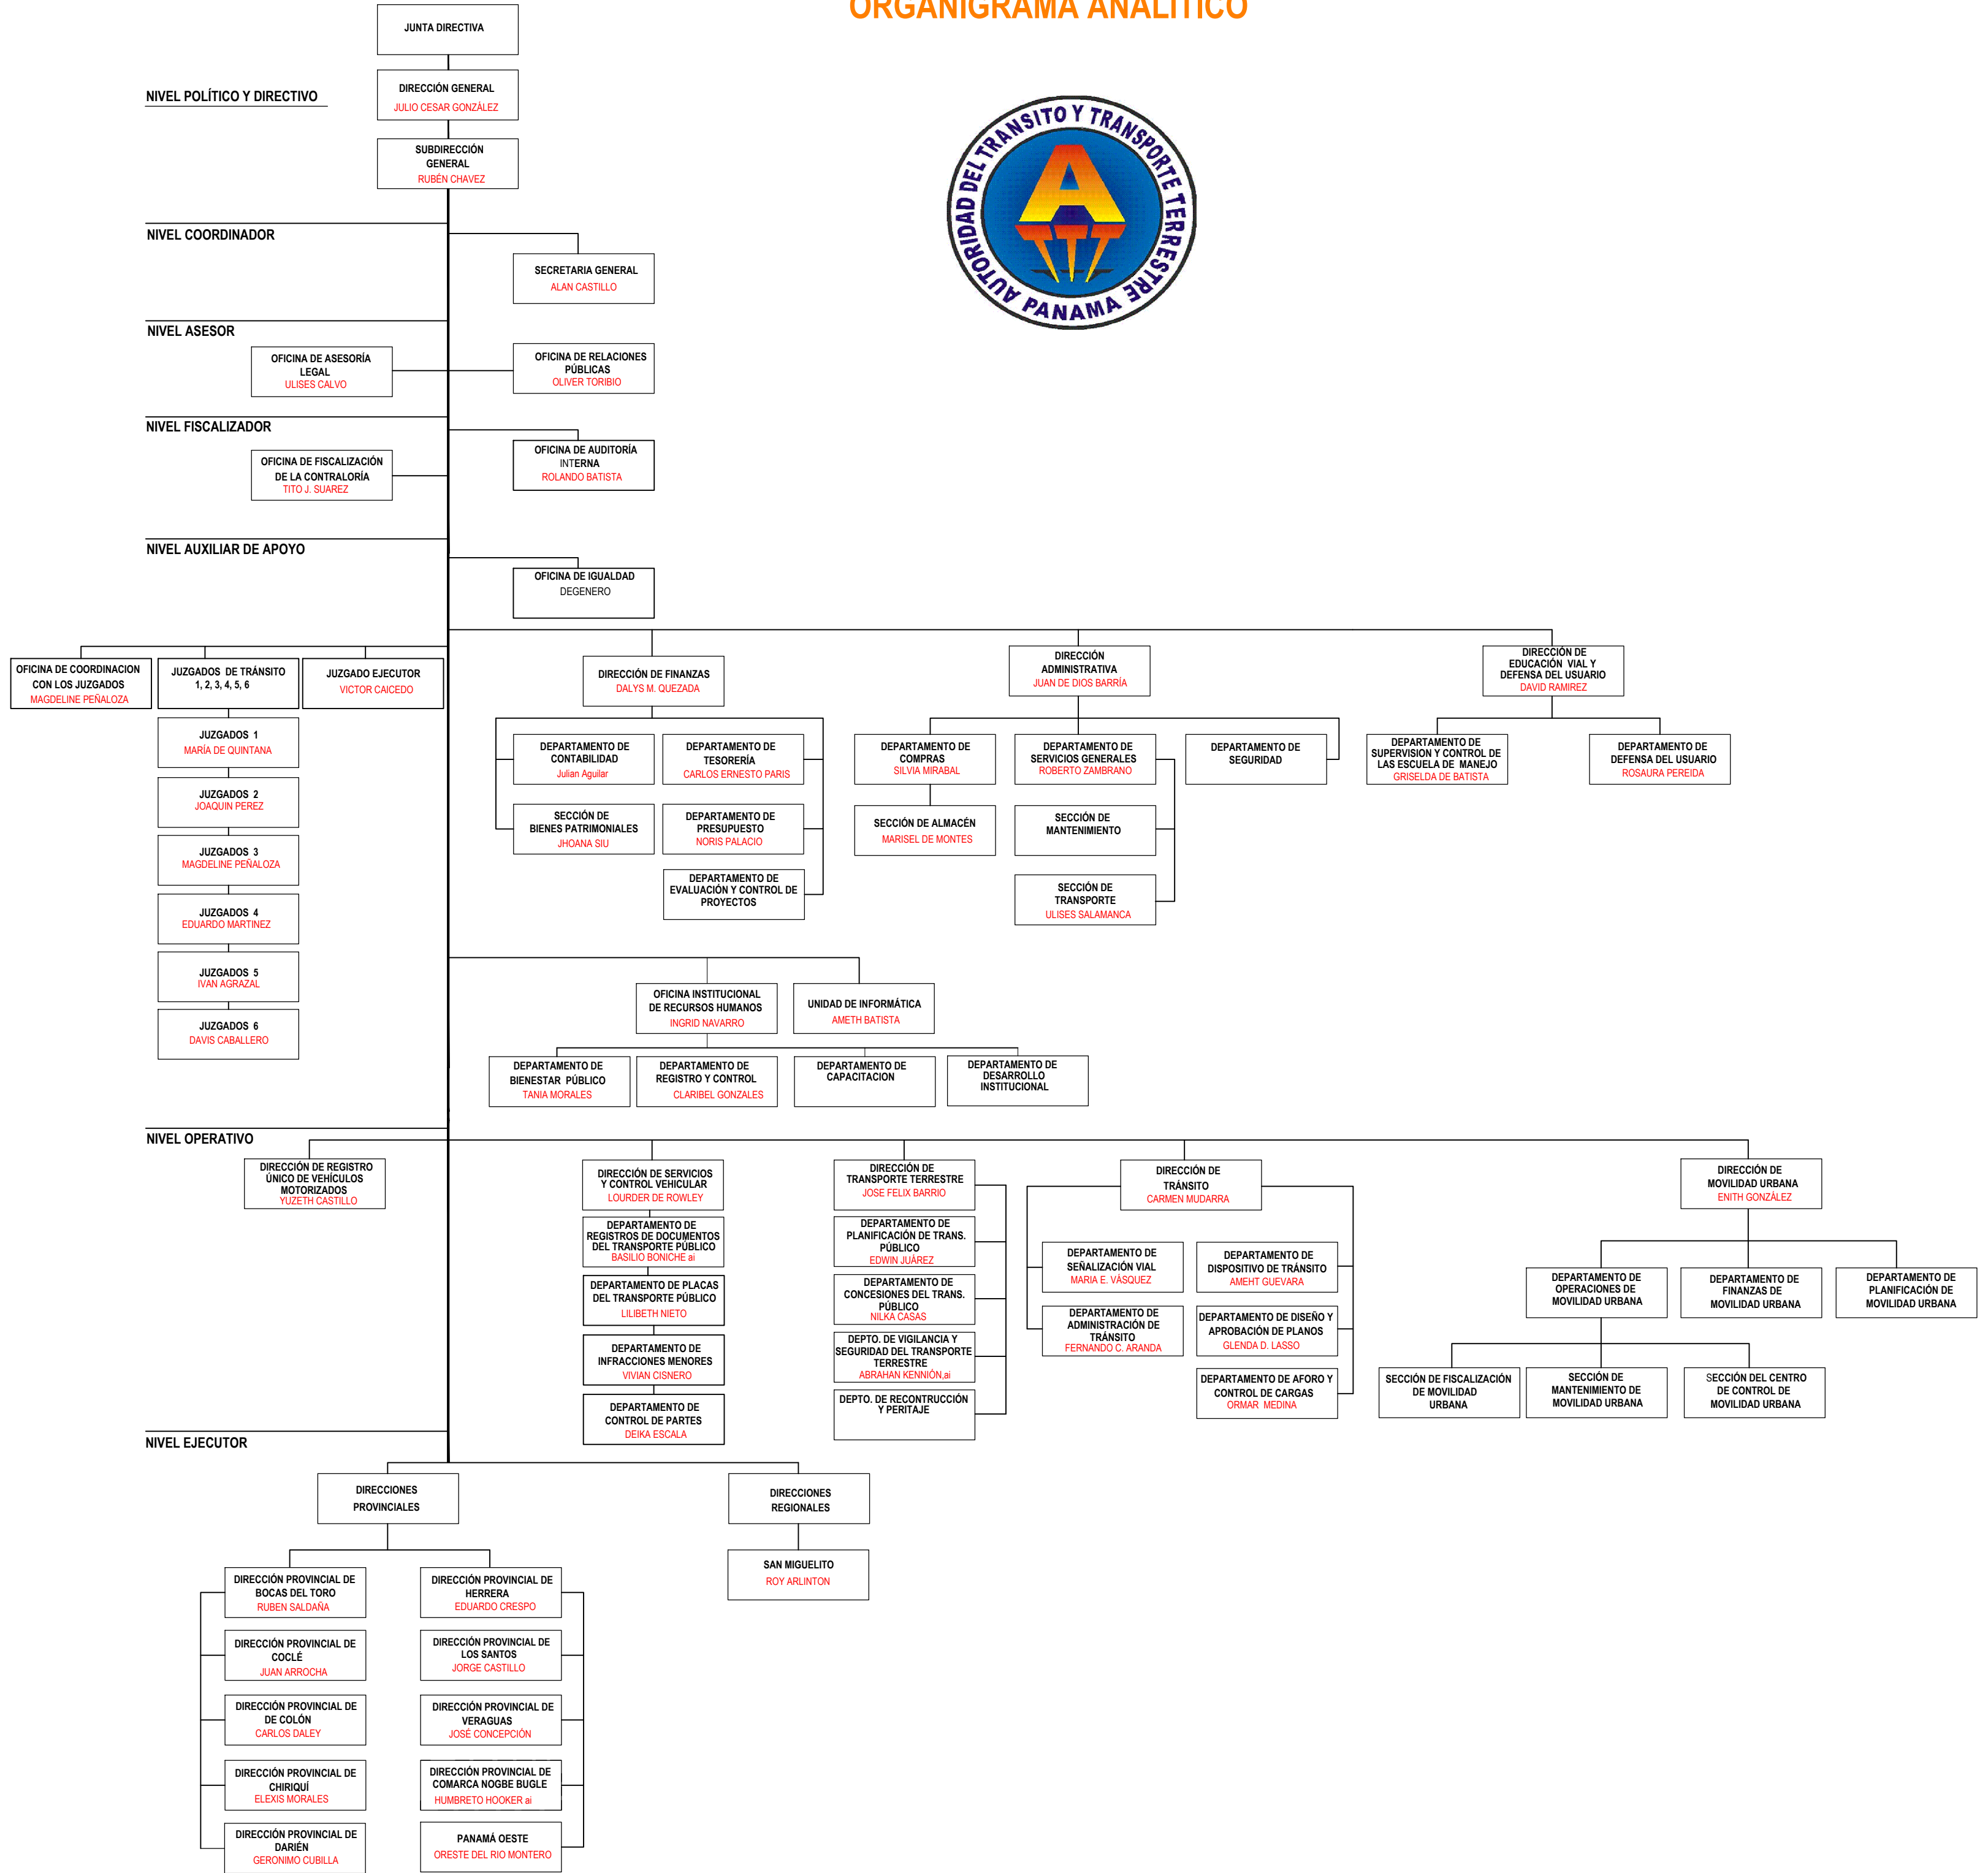 ORGANIGRAMA ANALITICO
JUNTA DIRECTIVA
NIVEL POLÍTICO Y DIRECTIVO
DIRECCIÓN GENERAL
JULIO CESAR GONZÁLEZ
SUBDIRECCIÓN
GENERAL
RUBÉN CHAVEZ
AUTORIDAD DEL TRANSITO Y TRANSPORTE TERRESTRE
PANAMA
NIVEL COORDINADOR
SECRETARIA GENERAL
ALAN CASTILLO
NIVEL ASESOR
OFICINA DE ASESORÍA
LEGAL
ULISES CALVO
OFICINA DE RELACIONES
PÚBLICAS
OLIVER TORIBIO
NIVEL FISCALIZADOR
OFICINA DE FISCALIZACIÓN
DE LA CONTRALORÍA
TITO J. SUAREZ
OFICINA DE AUDITORÍA
INTERNA
ROLANDO BATISTA
NIVEL AUXILIAR DE APOYO
OFICINA DE IGUALDAD
DEGENERO
OFICINA DE COORDINACION
CON LOS JUZGADOS
MAGDELINE PEÑALOZA
JUZGADOS DE TRÁNSITO
1, 2, 3, 4, 5, 6
JUZGADO EJECUTOR
VICTOR CAICEDO
JUZGADOS 1
MARÍA DE QUINTANA
JUZGADOS 2
JOAQUIN PEREZ
JUZGADOS 3
MAGDELINE PEÑALOZA
JUZGADOS 4
EDUARDO MARTINEZ
JUZGADOS 5
IVAN AGRAZAL
JUZGADOS 6
DAVIS CABALLERO
DIRECCIÓN DE FINANZAS
DALYS M. QUEZADA
DEPARTAMENTO DE
CONTABILIDAD
Julian Aguilar
DEPARTAMENTO DE
TESORERÍA
CARLOS ERNESTO PARIS
SECCIÓN DE
BIENES PATRIMONIALES
JHOANA SIU
DEPARTAMENTO DE
PRESUPUESTO
NORIS PALACIO
DEPARTAMENTO DE
EVALUACIÓN Y CONTROL DE
PROYECTOS
DIRECCIÓN
ADMINISTRATIVA
JUAN DE DIOS BARRÍA
DEPARTAMENTO DE
COMPRAS
SILVIA MIRABAL
DEPARTAMENTO DE
SERVICIOS GENERALES
ROBERTO ZAMBRANO
DEPARTAMENTO DE
SEGURIDAD
SECCIÓN DE ALMACÉN
MARISEL DE MONTES
SECCIÓN DE
MANTENIMIENTO
SECCIÓN DE
TRANSPORTE
ULISES SALAMANCA
DIRECCIÓN DE
EDUCACIÓN VIAL Y
DEFENSA DEL USUARIO
DAVID RAMIREZ
DEPARTAMENTO DE
SUPERVISION Y CONTROL DE
LAS ESCUELA DE MANEJO
GRISELDA DE BATISTA
DEPARTAMENTO DE
DEFENSA DEL USUARIO
ROSAURA PEREIDA
OFICINA INSTITUCIONAL
DE RECURSOS HUMANOS
INGRID NAVARRO
UNIDAD DE INFORMÁTICA
AMETH BATISTA
DEPARTAMENTO DE
BIENESTAR PÚBLICO
TANIA MORALES
DEPARTAMENTO DE
REGISTRO Y CONTROL
CLARIBEL GONZALES
DEPARTAMENTO DE
CAPACITACION
DEPARTAMENTO DE
DESARROLLO
INSTITUCIONAL
NIVEL OPERATIVO
DIRECCIÓN DE REGISTRO
ÚNICO DE VEHÍCULOS
MOTORIZADOS
YUZETH CASTILLO
DIRECCIÓN DE SERVICIOS
Y CONTROL VEHICULAR
LOURDER DE ROWLEY
DEPARTAMENTO DE
REGISTROS DE DOCUMENTOS
DEL TRANSPORTE PÚBLICO
BASILIO BONICHE ai
DEPARTAMENTO DE PLACAS
DEL TRANSPORTE PÚBLICO
LILIBETH NIETO
DEPARTAMENTO DE
INFRACCIONES MENORES
VIVIAN CISNERO
DEPARTAMENTO DE
CONTROL DE PARTES
DEIKA ESCALA
DIRECCIÓN DE
TRANSPORTE TERRESTRE
JOSE FELIX BARRIO
DEPARTAMENTO DE
PLANIFICACIÓN DE TRANS.
PÚBLICO
EDWIN JUÁREZ
DEPARTAMENTO DE
CONCESIONES DEL TRANS.
PÚBLICO
NILKA CASAS
DEPTO. DE VIGILANCIA Y
SEGURIDAD DEL TRANSPORTE
TERRESTRE
ABRAHAN KENNIÓN,ai
DEPTO. DE RECONTRUCCIÓN
Y PERITAJE
DIRECCIÓN DE
TRÁNSITO
CARMEN MUDARRA
DEPARTAMENTO DE
SEÑALIZACIÓN VIAL
MARIA E. VÀSQUEZ
DEPARTAMENTO DE
DISPOSITIVO DE TRÁNSITO
AMEHT GUEVARA
DEPARTAMENTO DE
ADMINISTRACIÓN DE
TRÁNSITO
FERNANDO C. ARANDA
DEPARTAMENTO DE DISEÑO Y
APROBACIÓN DE PLANOS
GLENDA D. LASSO
DEPARTAMENTO DE AFORO Y
CONTROL DE CARGAS
ORMAR MEDINA
DIRECCIÓN DE
MOVILIDAD URBANA
ENITH GONZÁLEZ
DEPARTAMENTO DE
OPERACIONES DE
MOVILIDAD URBANA
DEPARTAMENTO DE
FINANZAS DE
MOVILIDAD URBANA
DEPARTAMENTO DE
PLANIFICACIÓN DE
MOVILIDAD URBANA
SECCIÓN DE FISCALIZACIÓN
DE MOVILIDAD
URBANA
SECCIÓN DE
MANTENIMIENTO DE
MOVILIDAD URBANA
SECCIÓN DEL CENTRO
DE CONTROL DE
MOVILIDAD URBANA
NIVEL EJECUTOR
DIRECCIONES
PROVINCIALES
DIRECCIONES
REGIONALES
SAN MIGUELITO
ROY ARLINTON
DIRECCIÓN PROVINCIAL DE
BOCAS DEL TORO
RUBEN SALDAÑA
DIRECCIÓN PROVINCIAL DE
HERRERA
EDUARDO CRESPO
DIRECCIÓN PROVINCIAL DE
COCLÉ
JUAN ARROCHA
DIRECCIÓN PROVINCIAL DE
LOS SANTOS
JORGE CASTILLO
DIRECCIÓN PROVINCIAL DE
DE COLÓN
CARLOS DALEY
DIRECCIÓN PROVINCIAL DE
VERAGUAS
JOSÉ CONCEPCIÓN
DIRECCIÓN PROVINCIAL DE
CHIRIQUÍ
ELEXIS MORALES
DIRECCIÓN PROVINCIAL DE
COMARCA NOGBE BUGLE
HUMBRETO HOOKER ai
DIRECCIÓN PROVINCIAL DE
DARIÉN
GERONIMO CUBILLA
PANAMÁ OESTE
ORESTE DEL RIO MONTERO